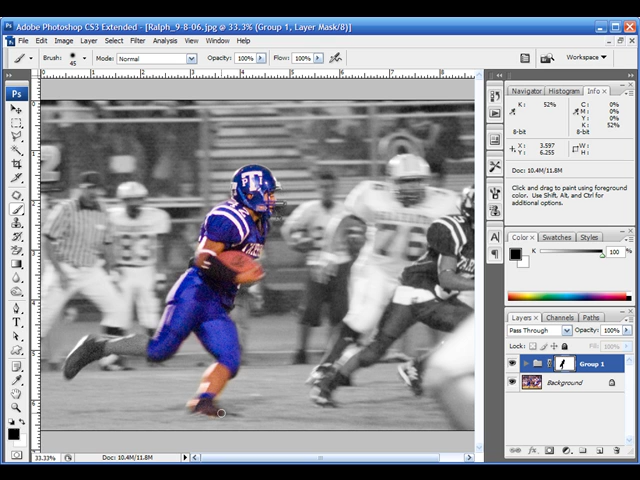 Adobe Photoshop CS3 Extended - [Ralph_9-8-06.jpg @ 33.3% (Group 1, Layer Mask/8)]
File Edit Image Layer Select Filter Analysis View Window Help
Brush: 45 Mode: Normal Opacity: 100% Flow: 100% Workspace
Ps
Navigator Histogram Info ×
K: 52% C: 0%
M: 0%
Y: 0%
K: 52%
8-bit 8-bit
X: 3.597 W:
Y: 6.255 H:
Doc: 10.4M/11.8M
Click and drag to paint using foreground color. Use Shift, Alt, and Ctrl for additional options.
Color × Swatches Styles
K 100 %
Layers × Channels Paths
Pass Through Opacity: 100%
Lock: Fill: 100%
Group 1
Background
33.33% Doc: 10.4M/11.8M
T
33
76